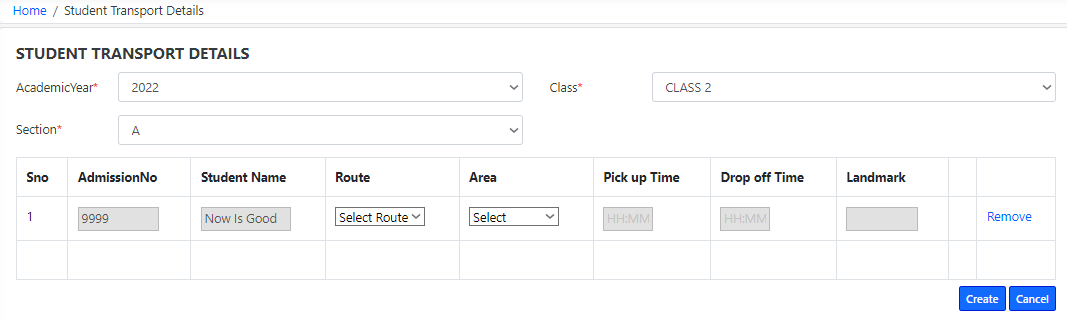 Home / Student Transport Details
STUDENT TRANSPORT DETAILS
AcademicYear* 2022 Class* CLASS 2
Section* A
Sno AdmissionNo Student Name Route Area Pick up Time Drop off Time Landmark
1 9999 Now Is Good Select Route Select HH:MM HH:MM Remove
Create Cancel